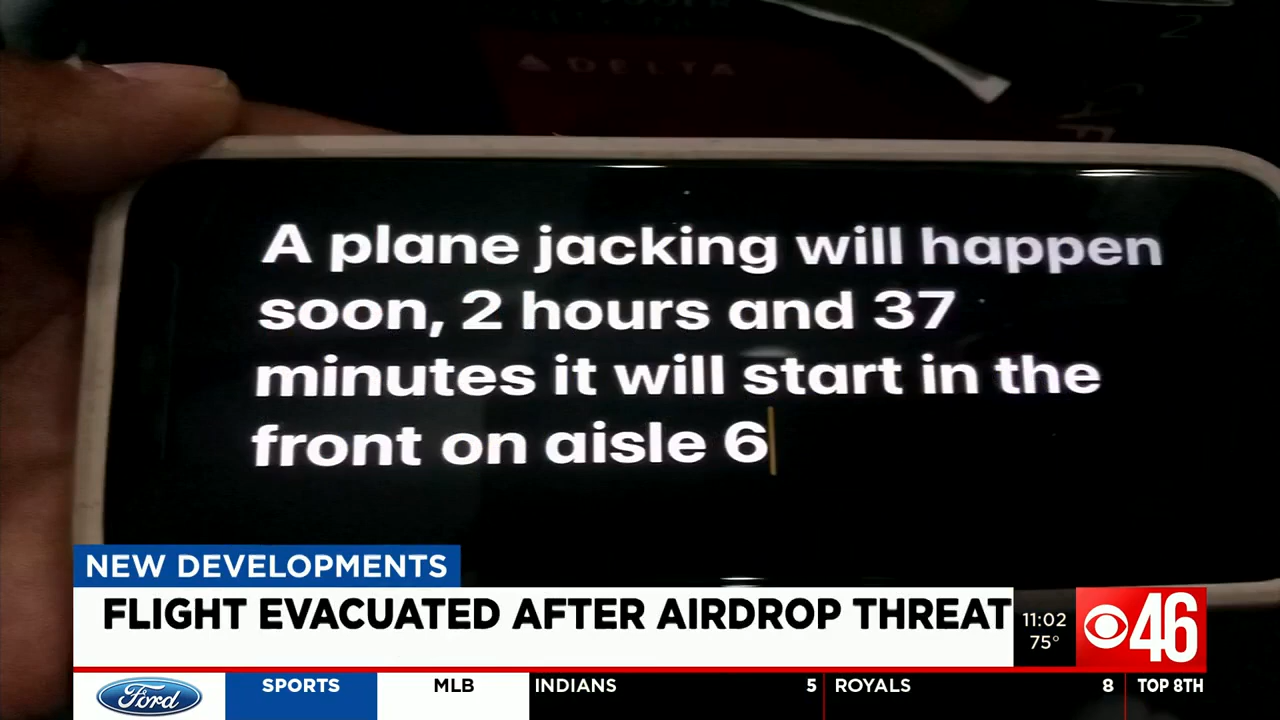 DELTA
A plane jacking will happen
soon, 2 hours and 37
minutes it will start in the
front on aisle 6
NEW DEVELOPMENTS
FLIGHT EVACUATED AFTER AIRDROP THREAT
11:02
75°
46
Ford
SPORTS
MLB
INDIANS 5
ROYALS 8
TOP 8TH